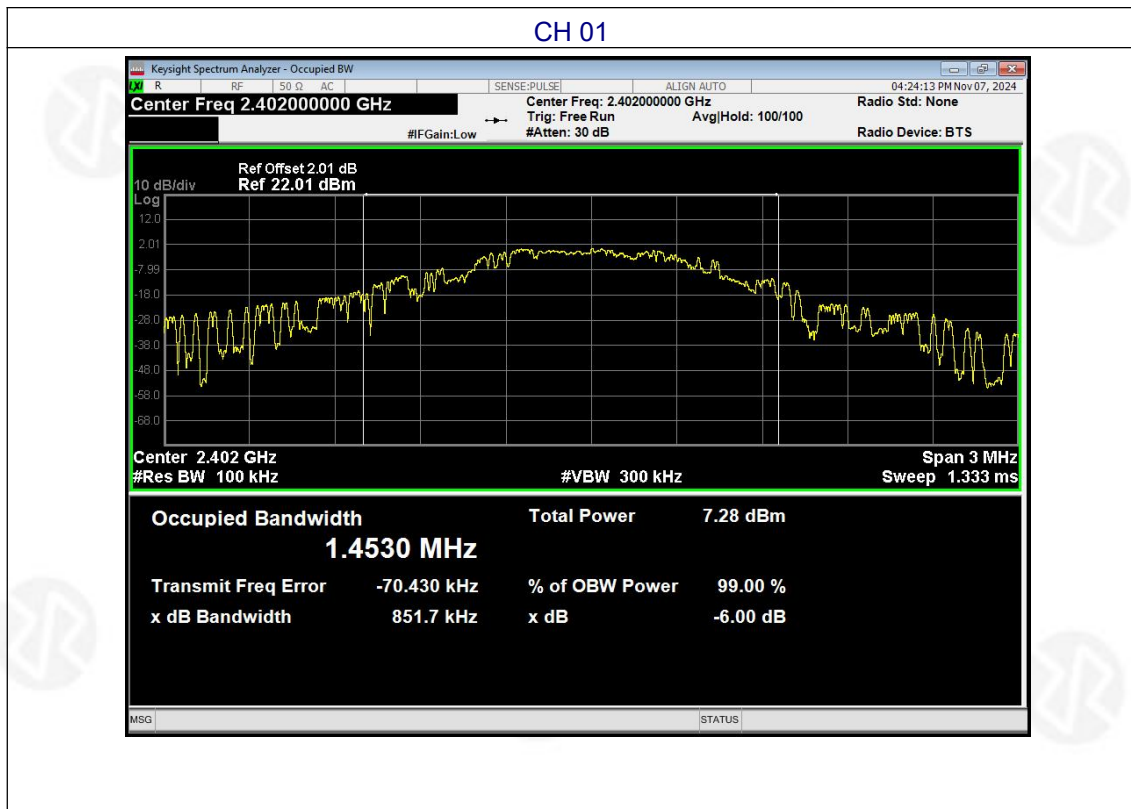 CH 01
Keysight Spectrum Analyzer - Occupied BW
LXI R RF 50 Ω AC SENSE:PULSE ALIGN AUTO 04:24:13 PM Nov 07, 2024
Center Freq 2.402000000 GHz Center Freq: 2.402000000 GHz Radio Std: None
Trig: Free Run Avg|Hold: 100/100
#IFGain:Low #Atten: 30 dB Radio Device: BTS
Ref Offset 2.01 dB
10 dB/div Ref 22.01 dBm
Log
12.0
2.01
-7.99
-18.0
-28.0
-38.0
-48.0
-58.0
-68.0
Center 2.402 GHz Span 3 MHz
#Res BW 100 kHz #VBW 300 kHz Sweep 1.333 ms
Occupied Bandwidth Total Power 7.28 dBm
1.4530 MHz
Transmit Freq Error -70.430 kHz % of OBW Power 99.00 %
x dB Bandwidth 851.7 kHz x dB -6.00 dB
MSG STATUS